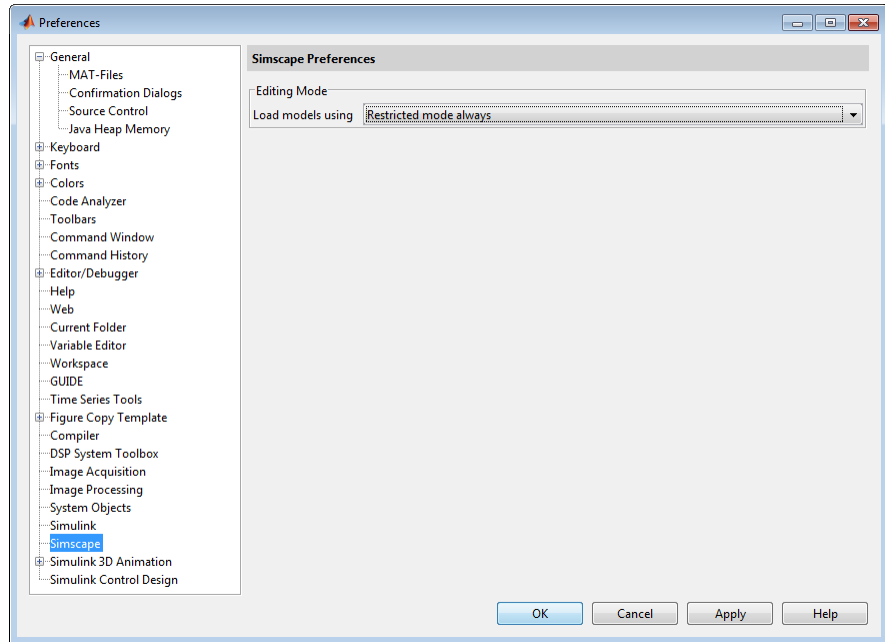 Preferences
General
MAT-Files
Confirmation Dialogs
Source Control
Java Heap Memory
Keyboard
Fonts
Colors
Code Analyzer
Toolbars
Command Window
Command History
Editor/Debugger
Help
Web
Current Folder
Variable Editor
Workspace
GUIDE
Time Series Tools
Figure Copy Template
Compiler
DSP System Toolbox
Image Acquisition
Image Processing
System Objects
Simulink
Simscape
Simulink 3D Animation
Simulink Control Design
Simscape Preferences
Editing Mode
Load models using Restricted mode always
OK Cancel Apply Help